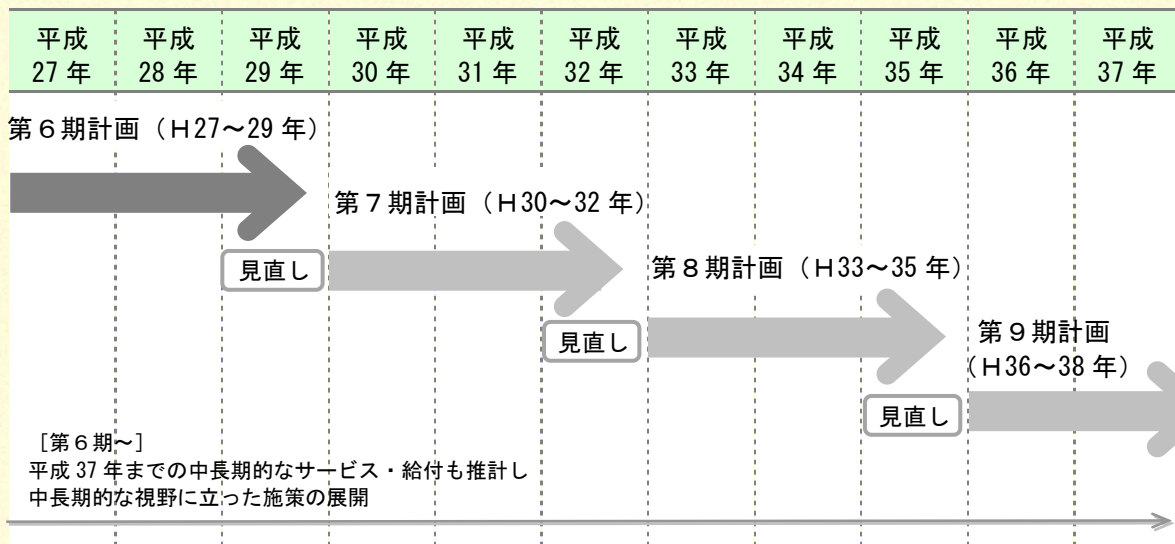 平成 平成 平成 平成 平成 平成 平成 平成 平成 平成 平成
27年 28年 29年 30年 31年 32年 33年 34年 35年 36年 37年
第６期計画（Ｈ27～29年）
第７期計画（Ｈ30～32年）
見直し
第８期計画（Ｈ33～35年）
見直し
第９期計画
（Ｈ36～38年）
見直し
［第６期～］
平成37年までの中長期的なサービス・給付も推計し
中長期的な視野に立った施策の展開